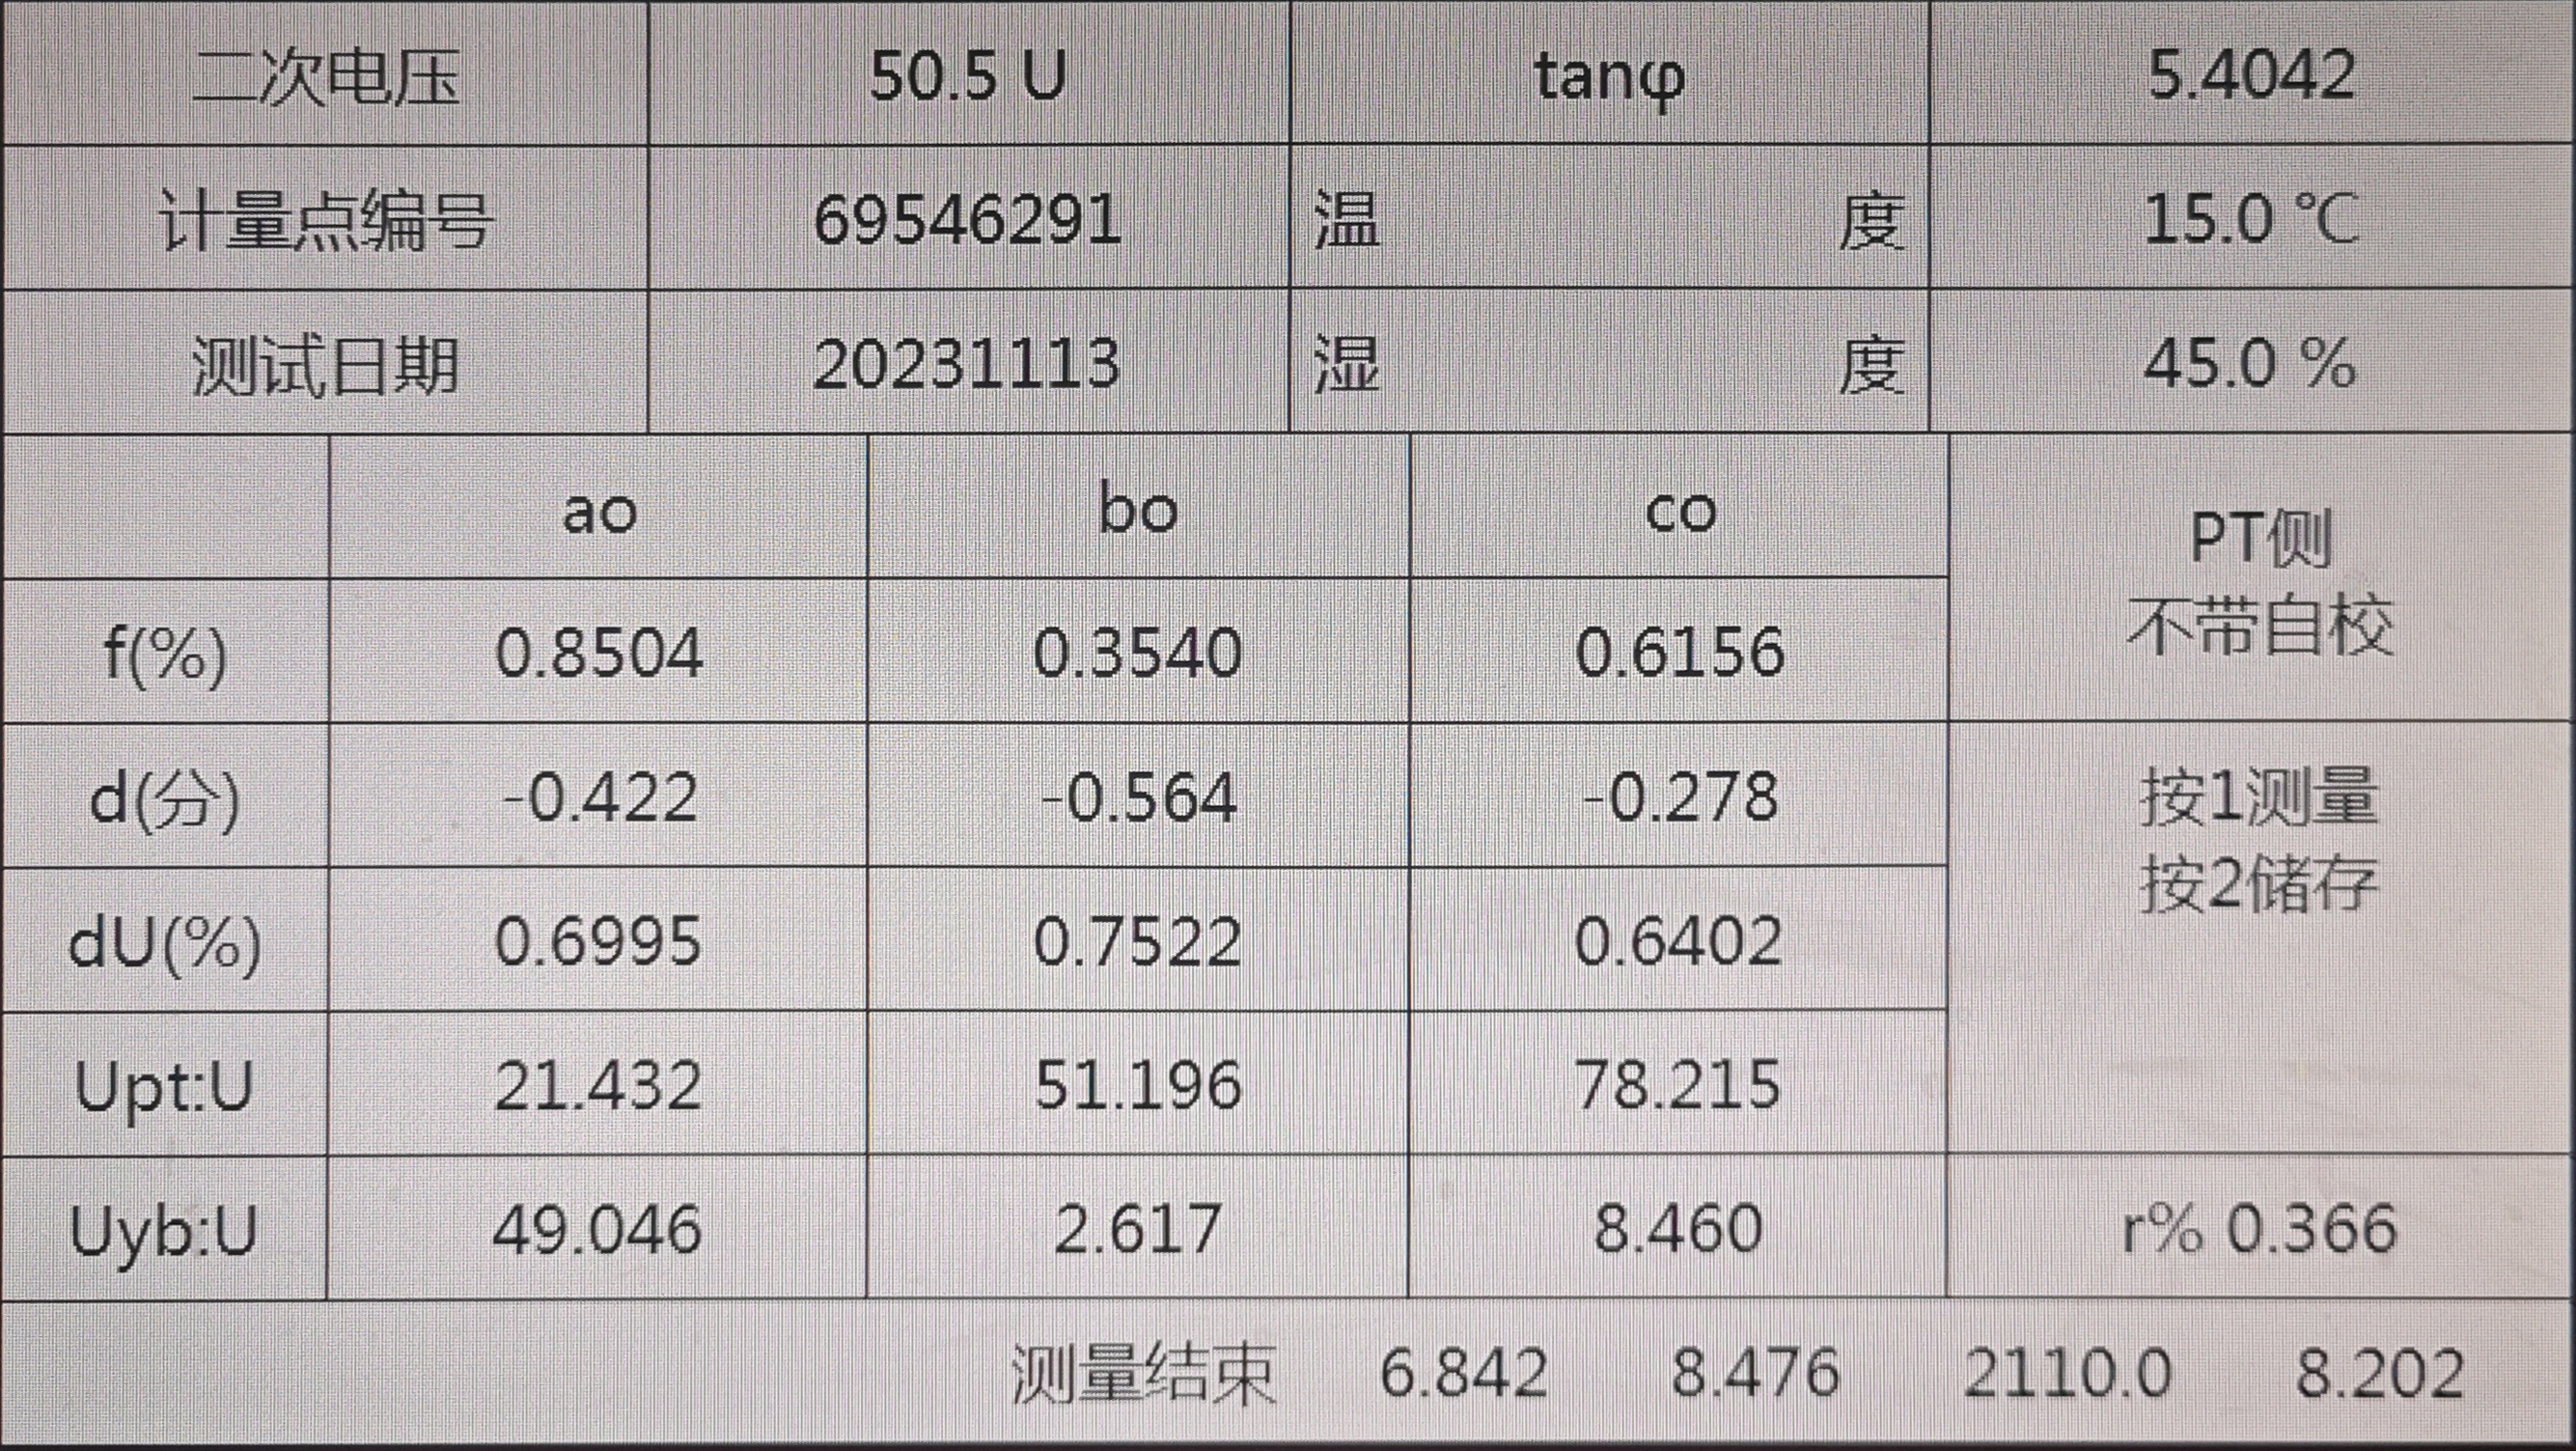 二次电压 50.5 U tanφ 5.4042
计量点编号 69546291 温 度 15.0 ℃
测试日期 20231113 湿 度 45.0 %
ao bo co
PT侧
不带自校
f(%) 0.8504 0.3540 0.6156
d(分) -0.422 -0.564 -0.278
按1测量
按2储存
dU(%) 0.6995 0.7522 0.6402
Upt:U 21.432 51.196 78.215
Uyb:U 49.046 2.617 8.460 r% 0.366
测量结束 6.842 8.476 2110.0 8.202